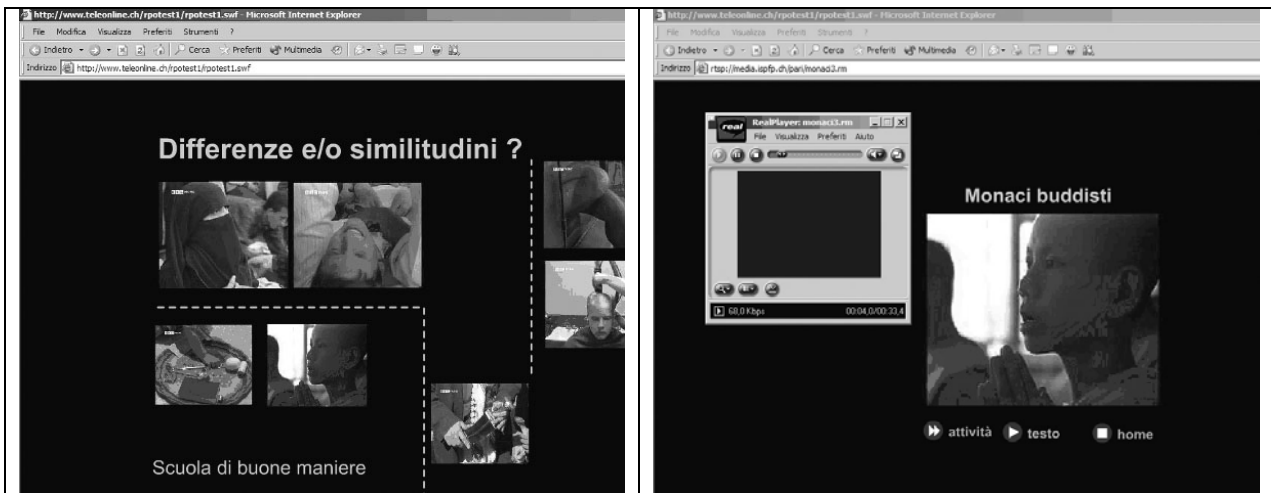 http://www.teleonline.ch/rpotest1/rpotest1.swf - Microsoft Internet Explorer
File Modifica Visualizza Preferiti Strumenti ?
Indietro Cerca Preferiti Multimedia
Indirizzo http://www.teleonline.ch/rpotest1/rpotest1.swf
Differenze e/o similitudini ?
Scuola di buone maniere
http://www.teleonline.ch/rpotest1/rpotest1.swf - Microsoft Internet Explorer
File Modifica Visualizza Preferiti Strumenti ?
Indietro Cerca Preferiti Multimedia
Indirizzo rtsp://media.ispfp.ch/pari/monaci3.rm
real RealPlayer: monaci3.rm
File Visualizza Preferiti Aiuto
68,0 Kbps 00:04,0/00:33,4
Monaci buddisti
attività testo home